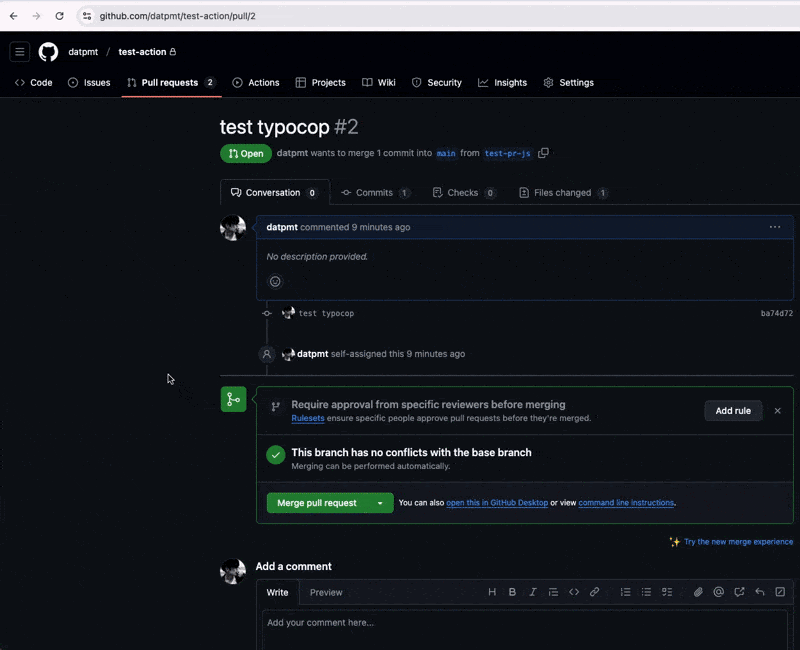 github.com/datpmt/test-action/pull/2
datpmt / test-action
Code Issues Pull requests 2 Actions Projects Wiki Security Insights Settings
test typocop #2
Open datpmt wants to merge 1 commit into main from test-pr-js
Conversation 0 Commits 1 Checks 0 Files changed 1
datpmt commented 9 minutes ago
No description provided.
test typocop ba74d72
datpmt self-assigned this 9 minutes ago
Require approval from specific reviewers before merging
Rulesets ensure specific people approve pull requests before they're merged.
Add rule
This branch has no conflicts with the base branch
Merging can be performed automatically.
Merge pull request You can also open this in GitHub Desktop or view command line instructions.
Try the new merge experience
Add a comment
Write Preview
Add your comment here...